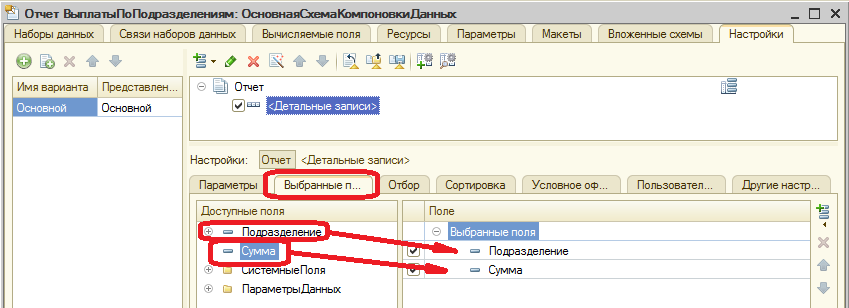 Отчет ВыплатыПоПодразделениям: ОсновнаяСхемаКомпоновкиДанных
Наборы данных Связи наборов данных Вычисляемые поля Ресурсы Параметры Макеты Вложенные схемы Настройки
Имя варианта Представлен...
Основной Основной
Отчет
<Детальные записи>
Настройки: Отчет <Детальные записи>
Параметры Выбранные п... Отбор Сортировка Условное оф... Пользовател... Другие настр...
Доступные поля Поле
Подразделение Выбранные поля
Сумма Подразделение
СистемныеПоля Сумма
ПараметрыДанных